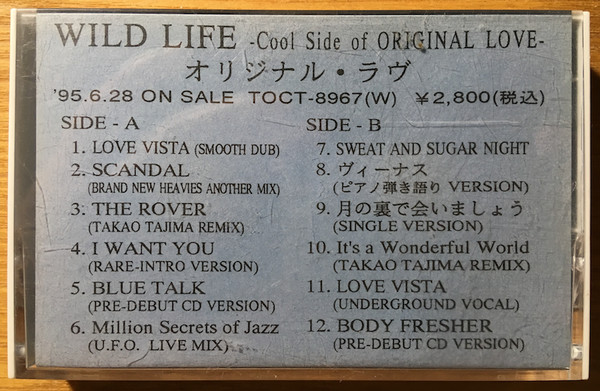 WILD LIFE -Cool Side of ORIGINAL LOVE-
オリジナル・ラヴ
'95.6.28 ON SALE TOCT-8967(W) ¥2,800(税込)
SIDE - A
1. LOVE VISTA (SMOOTH DUB)
2. SCANDAL
(BRAND NEW HEAVIES ANOTHER MIX)
3. THE ROVER
(TAKAO TAJIMA REMIX)
4. I WANT YOU
(RARE-INTRO VERSION)
5. BLUE TALK
(PRE-DEBUT CD VERSION)
6. Million Secrets of Jazz
(U.F.O. LIVE MIX)
SIDE - B
7. SWEAT AND SUGAR NIGHT
8. ヴィーナス
(ピアノ弾き語り VERSION)
9. 月の裏で会いましょう
(SINGLE VERSION)
10. It's a Wonderful World
(TAKAO TAJIMA REMIX)
11. LOVE VISTA
(UNDERGROUND VOCAL)
12. BODY FRESHER
(PRE-DEBUT CD VERSION)